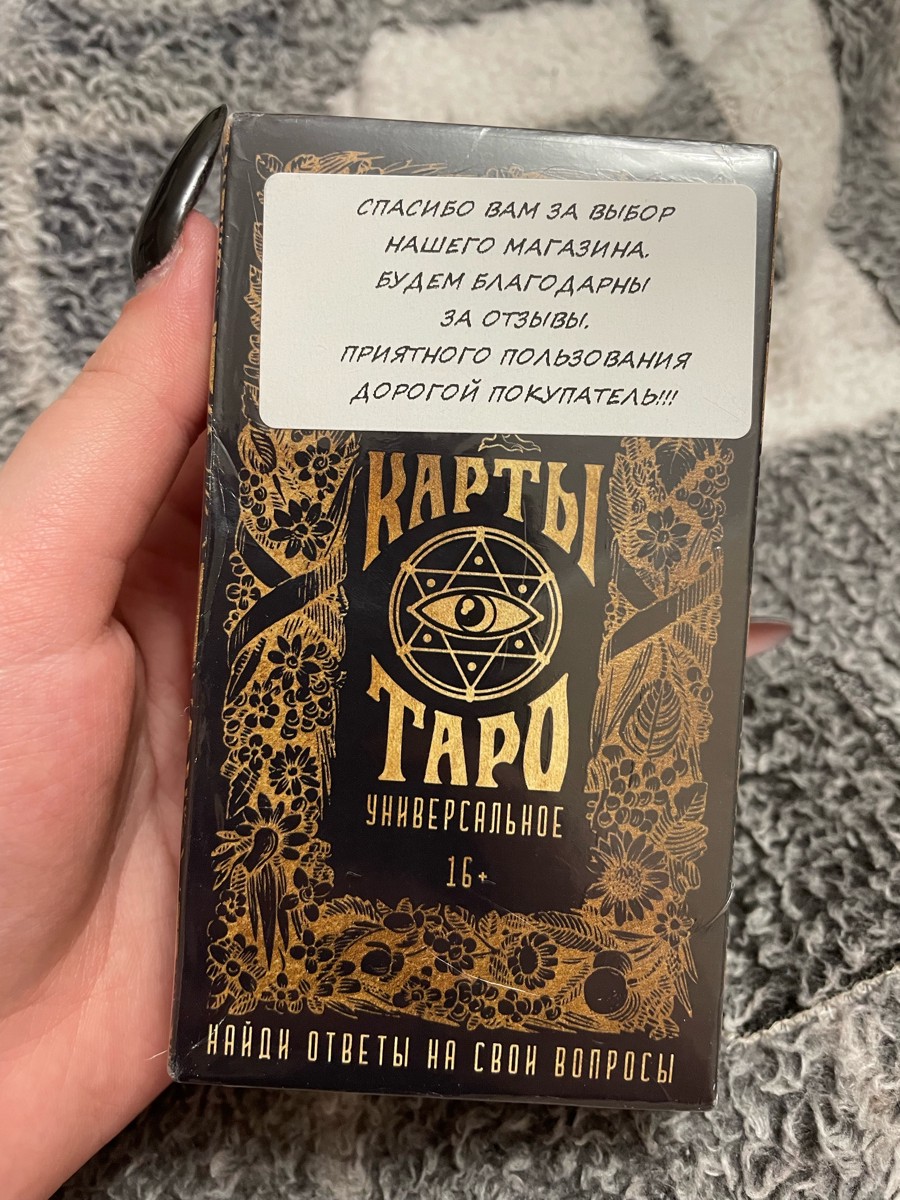 СПАСИБО ВАМ ЗА ВЫБОР
НАШЕГО МАГАЗИНА.
БУДЕМ БЛАГОДАРНЫ
ЗА ОТЗЫВЫ.
ПРИЯТНОГО ПОЛЬЗОВАНИЯ
ДОРОГОЙ ПОКУПАТЕЛЬ!!!
КАРТЫ
ТАРО
УНИВЕРСАЛЬНОЕ
16+
НАЙДИ ОТВЕТЫ НА СВОИ ВОПРОСЫ